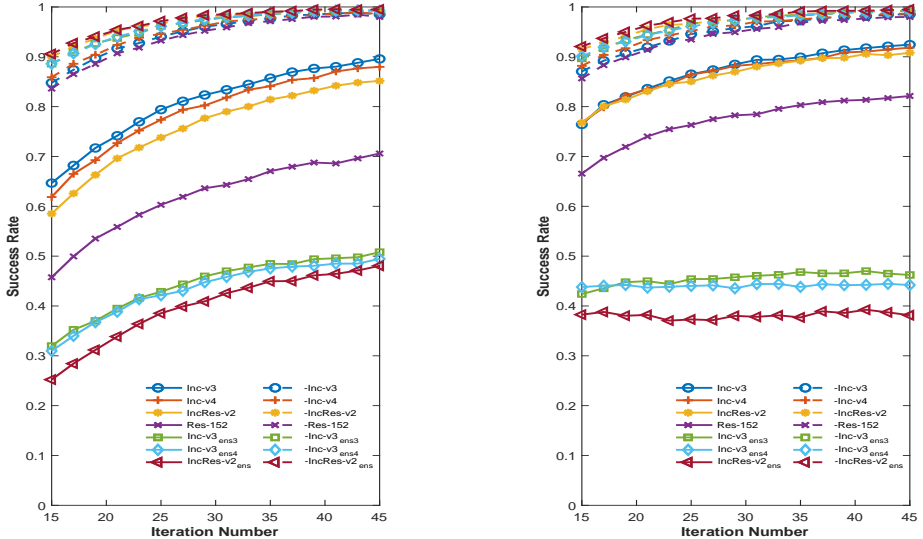 1
0.9
0.8
0.7
0.6
0.5
0.4
0.3
0.2
0.1
0
Success Rate
15 20 25 30 35 40 45
Iteration Number
Inc-v3 -Inc-v3
Inc-v4 -Inc-v4
IncRes-v2 -IncRes-v2
Res-152 -Res-152
Inc-v3ens3 -Inc-v3ens3
Inc-v3ens4 -Inc-v3ens4
IncRes-v2ens -IncRes-v2ens
1
0.9
0.8
0.7
0.6
0.5
0.4
0.3
0.2
0.1
0
Success Rate
15 20 25 30 35 40 45
Iteration Number
Inc-v3 -Inc-v3
Inc-v4 -Inc-v4
IncRes-v2 -IncRes-v2
Res-152 -Res-152
Inc-v3ens3 -Inc-v3ens3
Inc-v3ens4 -Inc-v3ens4
IncRes-v2ens -IncRes-v2ens